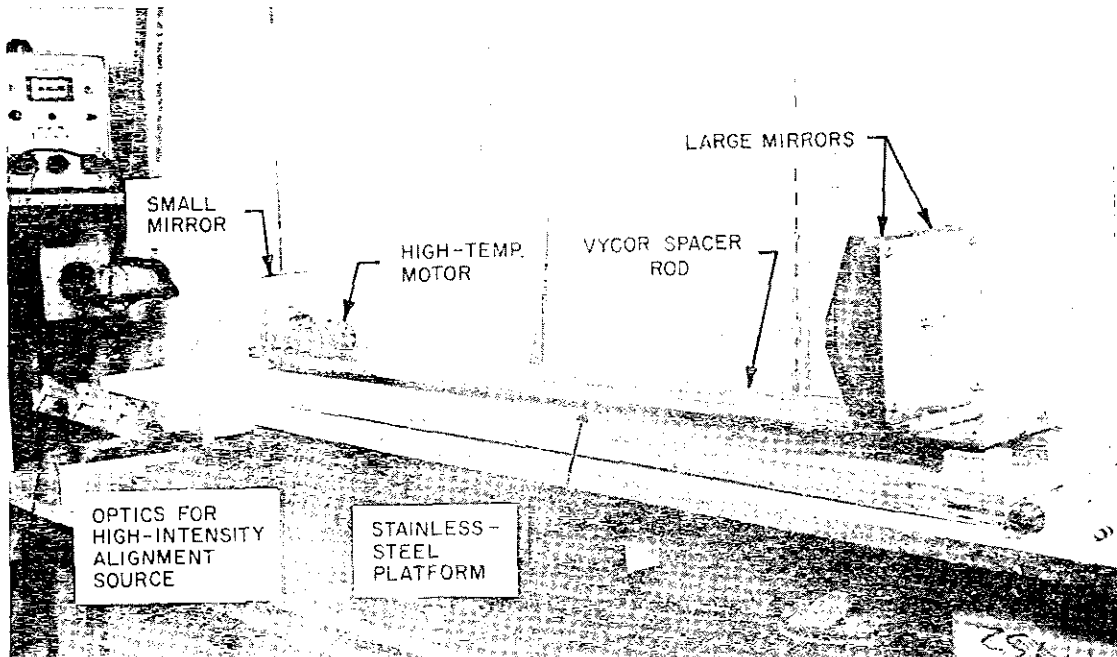 LARGE MIRRORS
SMALL
MIRROR
HIGH-TEMP.
MOTOR
VYCOR SPACER
ROD
OPTICS FOR
HIGH-INTENSITY
ALIGNMENT
SOURCE
STAINLESS-
STEEL
PLATFORM